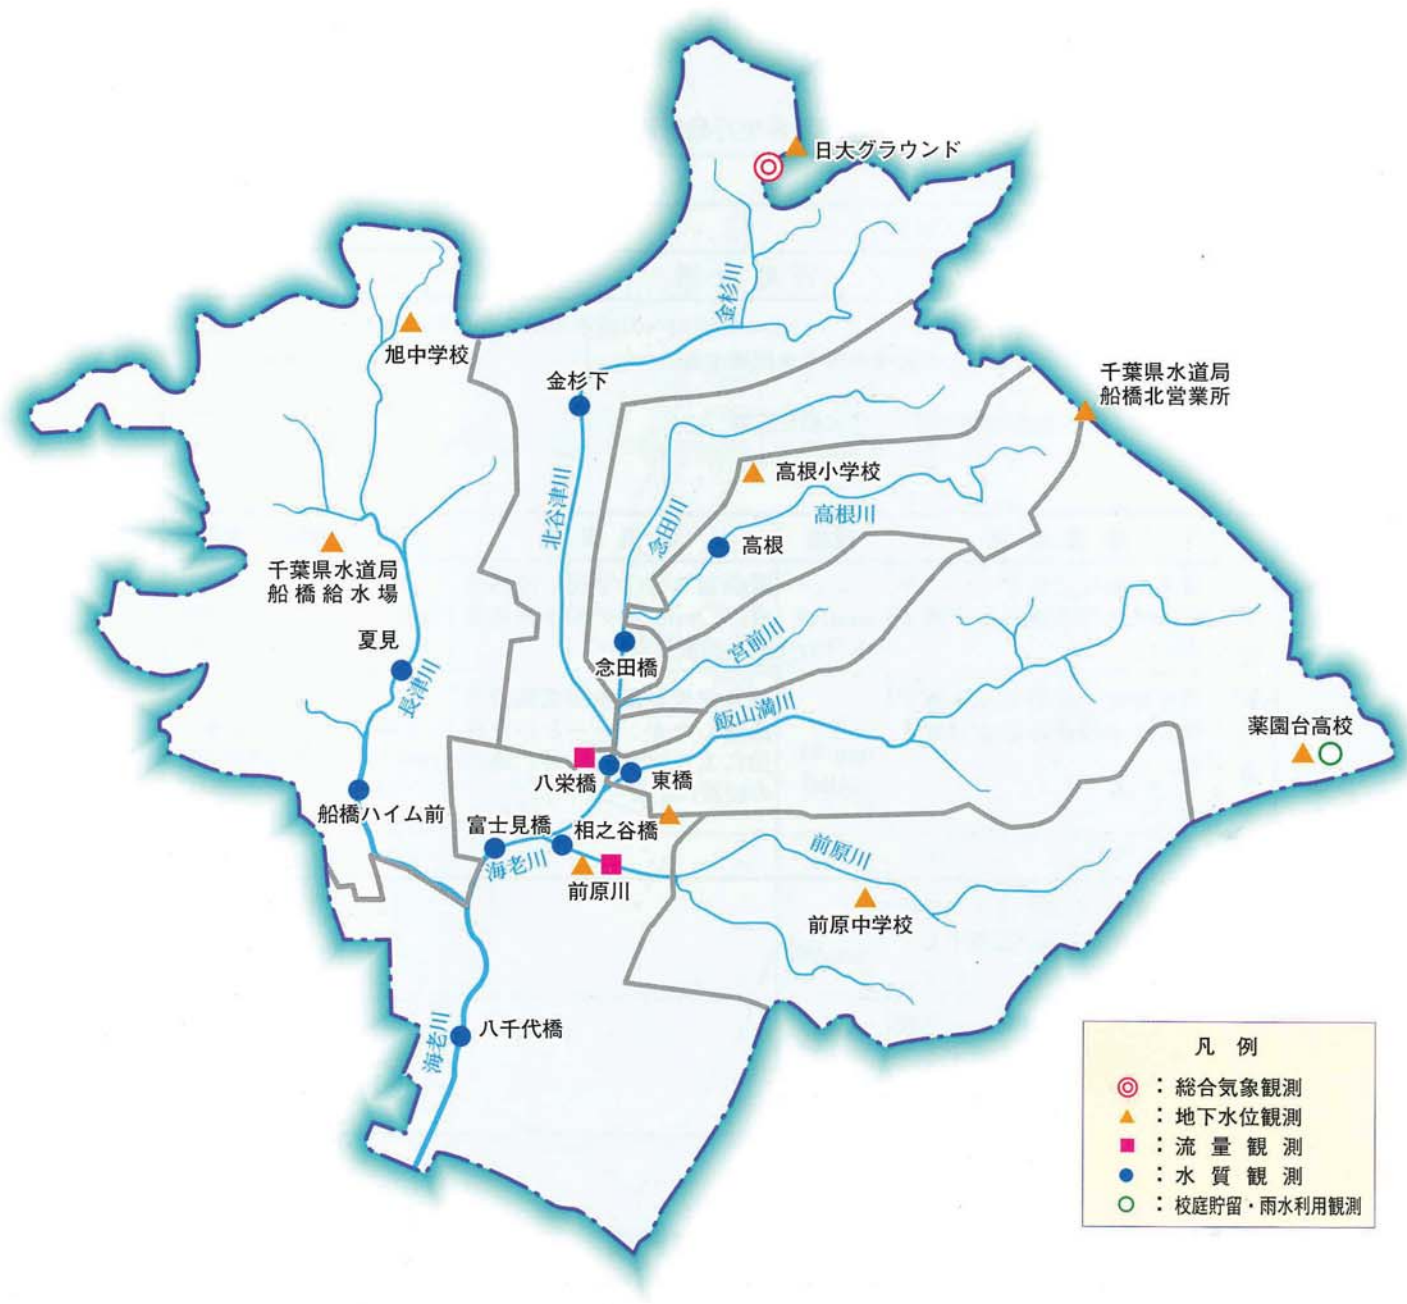 日大グラウンド
金杉川
旭中学校
金杉下
千葉県水道局
船橋北営業所
高根小学校
北谷津川
念田川
高根川
高根
千葉県水道局
船橋給水場
夏見
長津川
念田橋
宮前川
飯山満川
薬園台高校
八栄橋
東橋
船橋ハイム前
富士見橋
相之谷橋
海老川
前原川
前原川
前原中学校
八千代橋
海老川
凡例
：総合気象観測
：地下水位観測
：流量観測
：水質観測
：校庭貯留・雨水利用観測